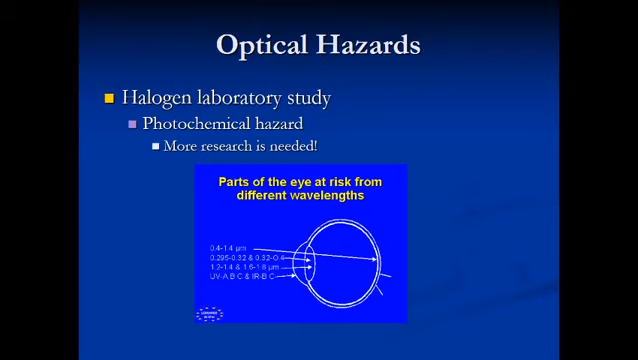 Optical Hazards
Halogen laboratory study
Photochemical hazard
More research is needed!
Parts of the eye at risk from
different wavelengths
0.4-1.4 µm
0.295-0.32 & 0.32-0.4
1.2-1.4 & 1.6-1.8 µm
UV-A B C & IR-B C